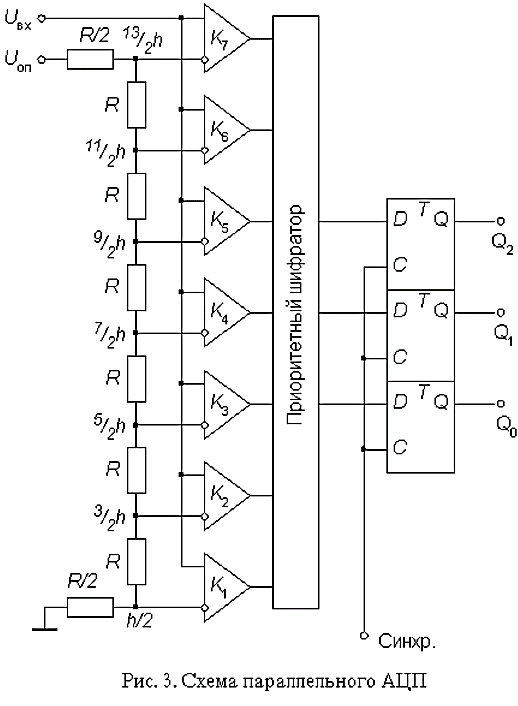 Uвх
R/2
13/2h
Uоп
K7
R
11/2h
K6
R
9/2h
K5
D T Q
Q2
R
C
7/2h
K4
D T Q
Q1
Приоритетный шифратор
R
C
5/2h
K3
D T Q
Q0
R
C
3/2h
K2
R
R/2
K1
h/2
Синхр.
Рис. 3. Схема параллельного АЦП